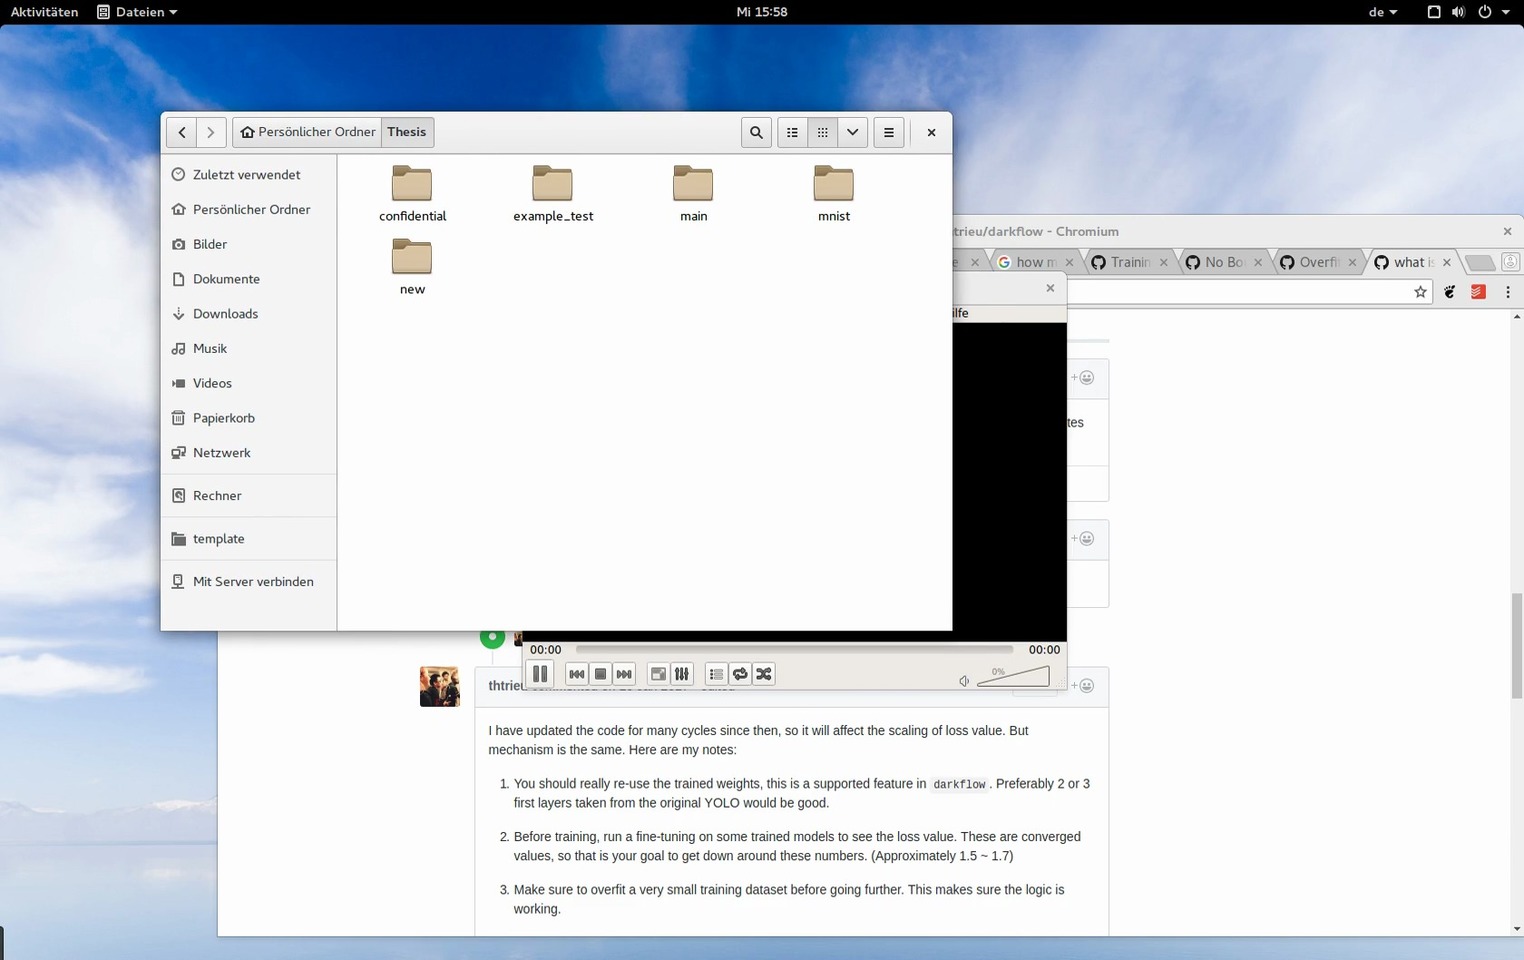 Aktivitäten
Dateien
Mi 15:58
de
Persönlicher Ordner
Thesis
Zuletzt verwendet
Persönlicher Ordner
Bilder
Dokumente
Downloads
Musik
Videos
Papierkorb
Netzwerk
Rechner
template
Mit Server verbinden
confidential
example_test
main
mnist
new
trieu/darkflow - Chromium
how m
Trainin
No Bo
Overfi
what is
ilfe
tes
00:00
00:00
0%
I have updated the code for many cycles since then, so it will affect the scaling of loss value. But
mechanism is the same. Here are my notes:
1. You should really re-use the trained weights, this is a supported feature in darkflow. Preferably 2 or 3
first layers taken from the original YOLO would be good.
2. Before training, run a fine-tuning on some trained models to see the loss value. These are converged
values, so that is your goal to get down around these numbers. (Approximately 1.5 ~ 1.7)
3. Make sure to overfit a very small training dataset before going further. This makes sure the logic is
working.